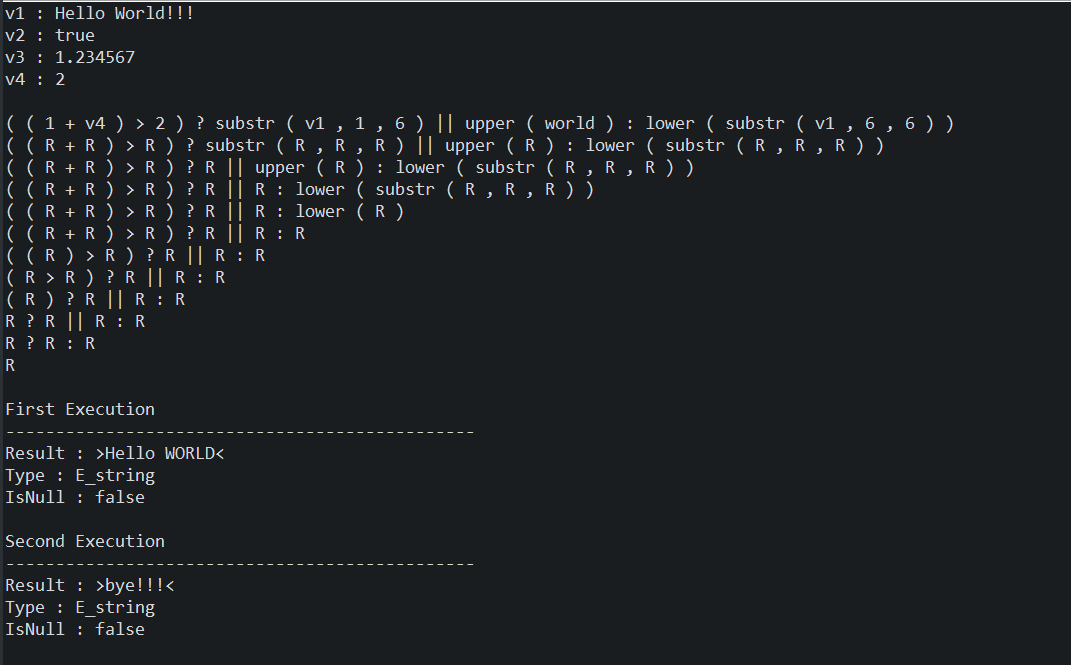 v1 : Hello World!!!
v2 : true
v3 : 1.234567
v4 : 2
( ( 1 + v4 ) > 2 ) ? substr ( v1 , 1 , 6 ) || upper ( world ) : lower ( substr ( v1 , 6 , 6 ) )
( ( R + R ) > R ) ? substr ( R , R , R ) || upper ( R ) : lower ( substr ( R , R , R ) )
( ( R + R ) > R ) ? R || upper ( R ) : lower ( substr ( R , R , R ) )
( ( R + R ) > R ) ? R || R : lower ( substr ( R , R , R ) )
( ( R + R ) > R ) ? R || R : lower ( R )
( ( R + R ) > R ) ? R || R : R
( ( R ) > R ) ? R || R : R
( R > R ) ? R || R : R
( R ) ? R || R : R
R ? R || R : R
R ? R : R
R
First Execution
-----------------------------------------------
Result : >Hello WORLD<
Type : E_string
IsNull : false
Second Execution
-----------------------------------------------
Result : >bye!!!<
Type : E_string
IsNull : false